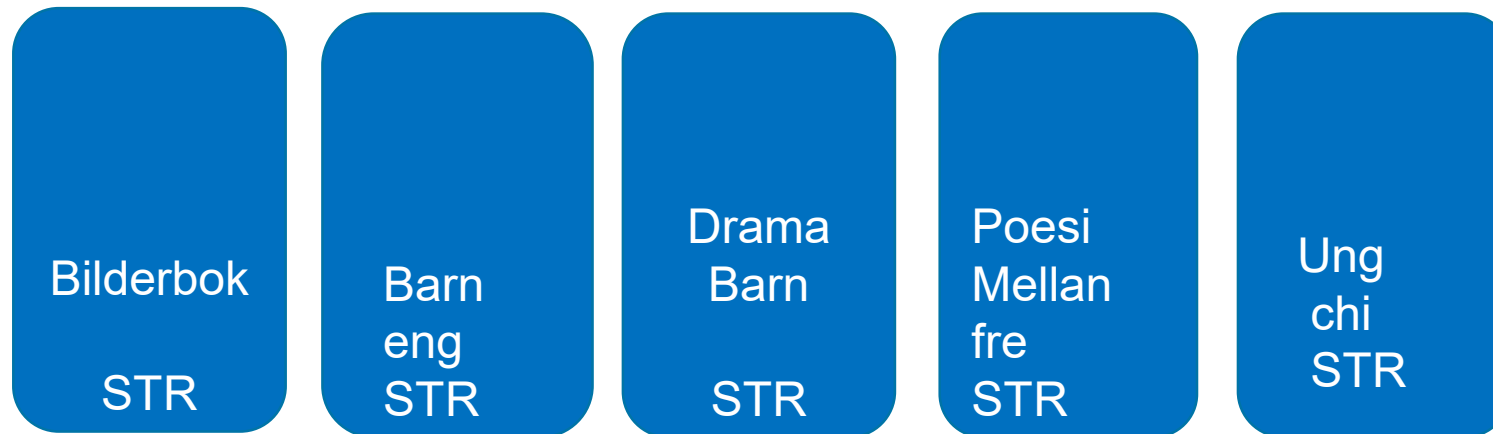 Bilderbok
STR
Barn
eng
STR
Drama
Barn
STR
Poesi
Mellan
fre
STR
Ung
chi
STR